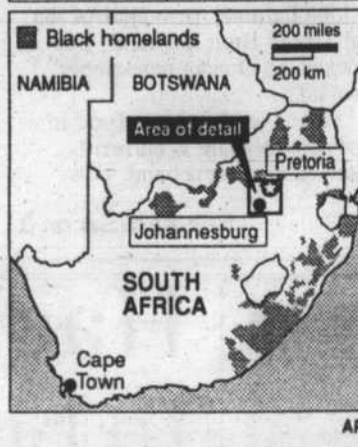 Black homelands
200 miles
200 km
NAMIBIA
BOTSWANA
Area of detail
Pretoria
Johannesburg
SOUTH
AFRICA
Cape
Town